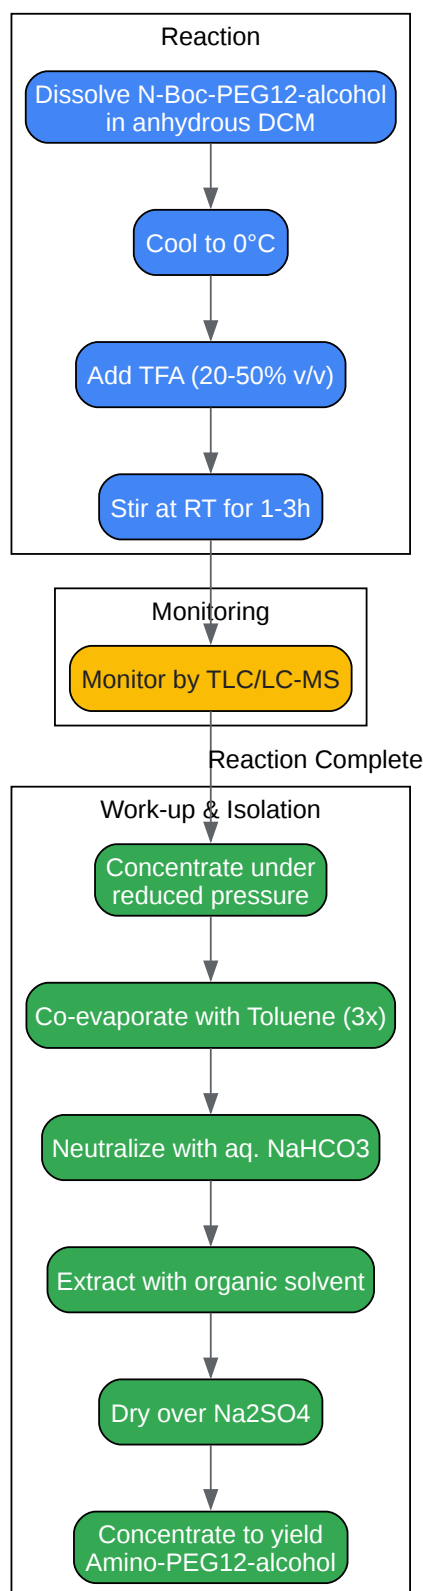 Reaction
Dissolve N-Boc-PEG12-alcohol
in anhydrous DCM
Cool to 0°C
Add TFA (20-50% v/v)
Stir at RT for 1-3h
Monitoring
Monitor by TLC/LC-MS
Reaction Complete
Work-up & Isolation
Concentrate under
reduced pressure
Co-evaporate with Toluene (3x)
Neutralize with aq. NaHCO3
Extract with organic solvent
Dry over Na2SO4
Concentrate to yield
Amino-PEG12-alcohol